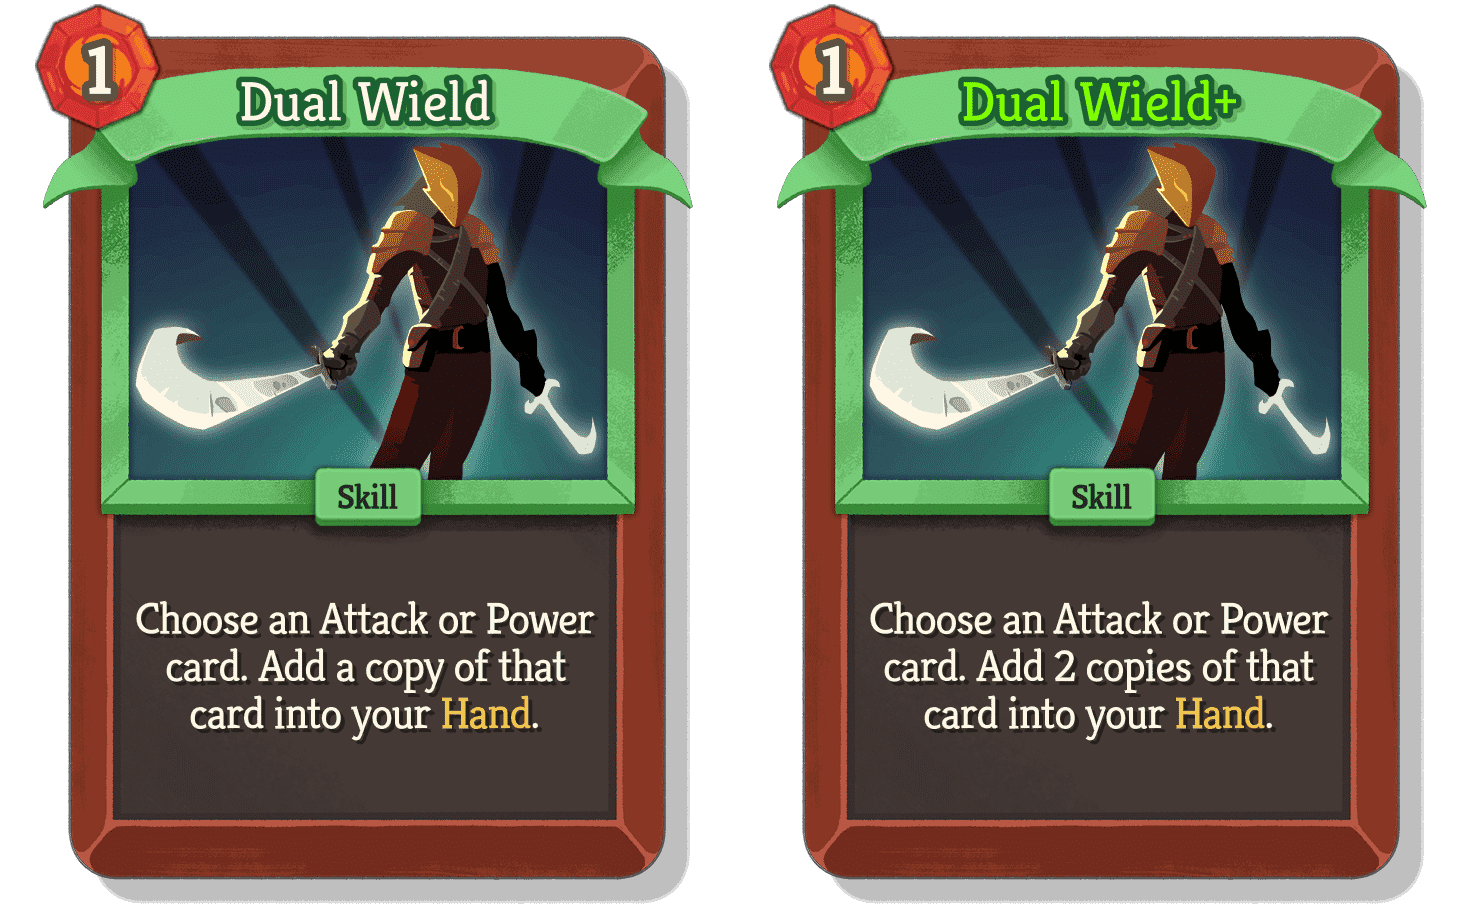 1
Dual Wield
Skill
Choose an Attack or Power
card. Add a copy of that
card into your Hand.
1
Dual Wield+
Skill
Choose an Attack or Power
card. Add 2 copies of that
card into your Hand.